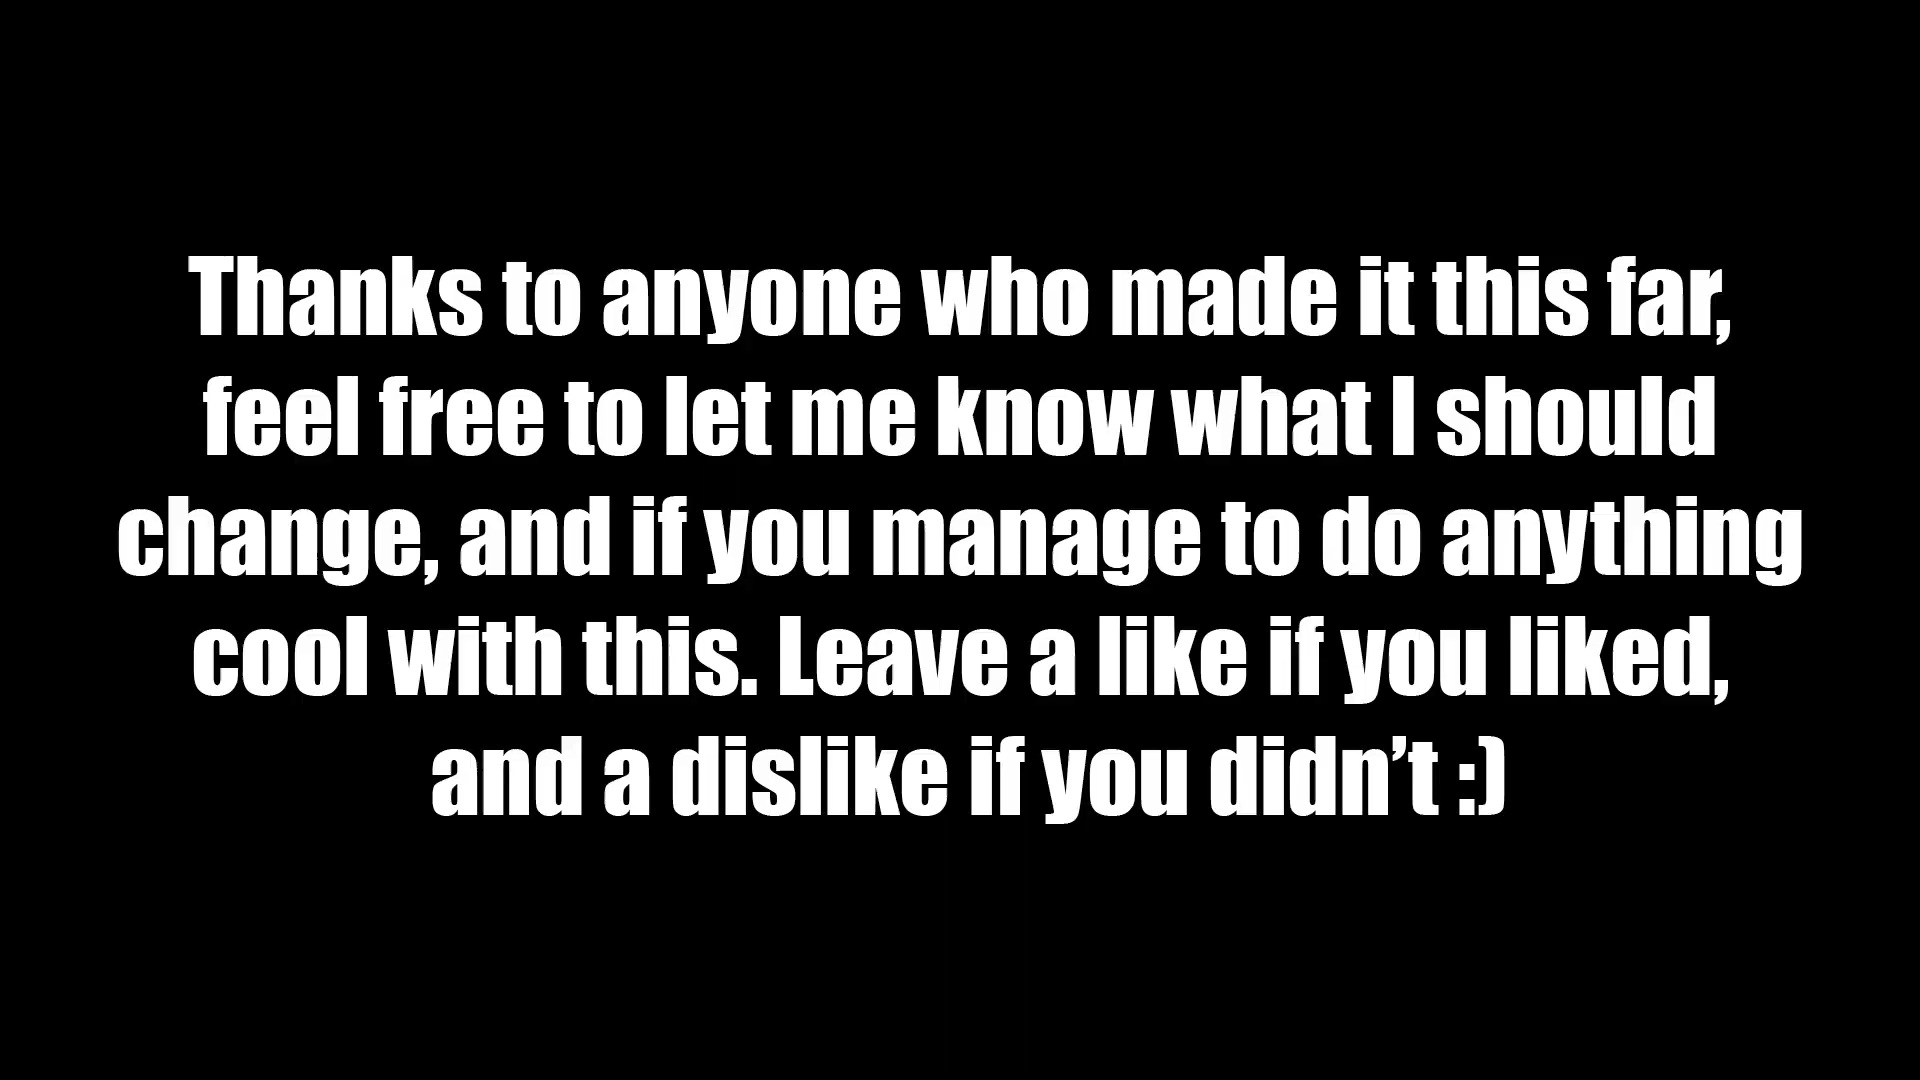 Thanks to anyone who made it this far,
feel free to let me know what I should
change, and if you manage to do anything
cool with this. Leave a like if you liked,
and a dislike if you didn’t :)